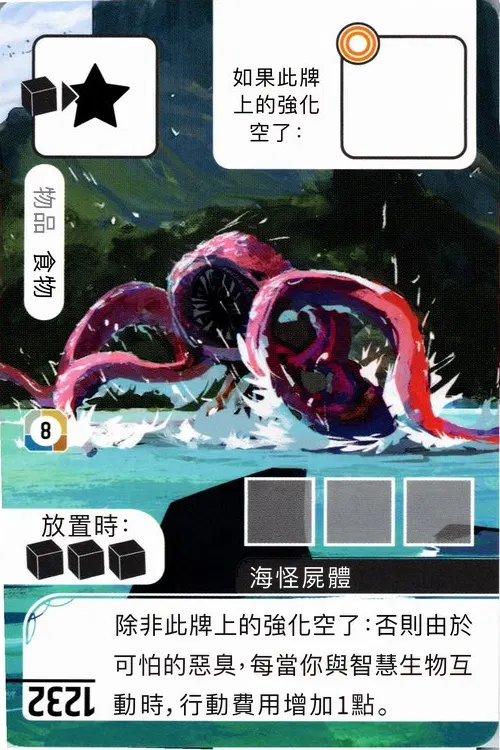 如果此牌
上的強化
空了：
物品 食物
8
放置時：
海怪屍體
除非此牌上的強化空了：否則由於
可怕的惡臭，每當你與智慧生物互
動時，行動費用增加1點。
1232